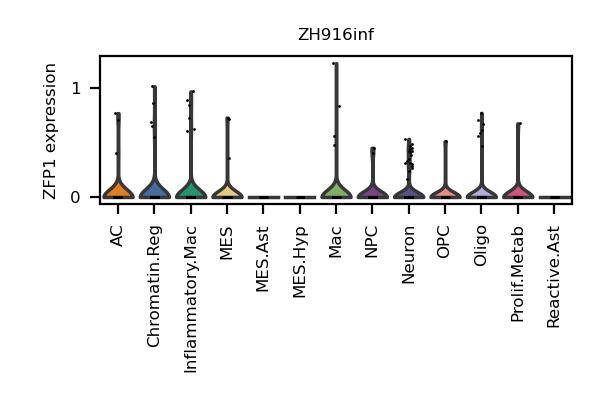 ZH916inf
ZFP1 expression
1
0
AC
Chromatin.Reg
Inflammatory.Mac
MES
MES.Ast
MES.Hyp
Mac
NPC
Neuron
OPC
Oligo
Prolif.Metab
Reactive.Ast